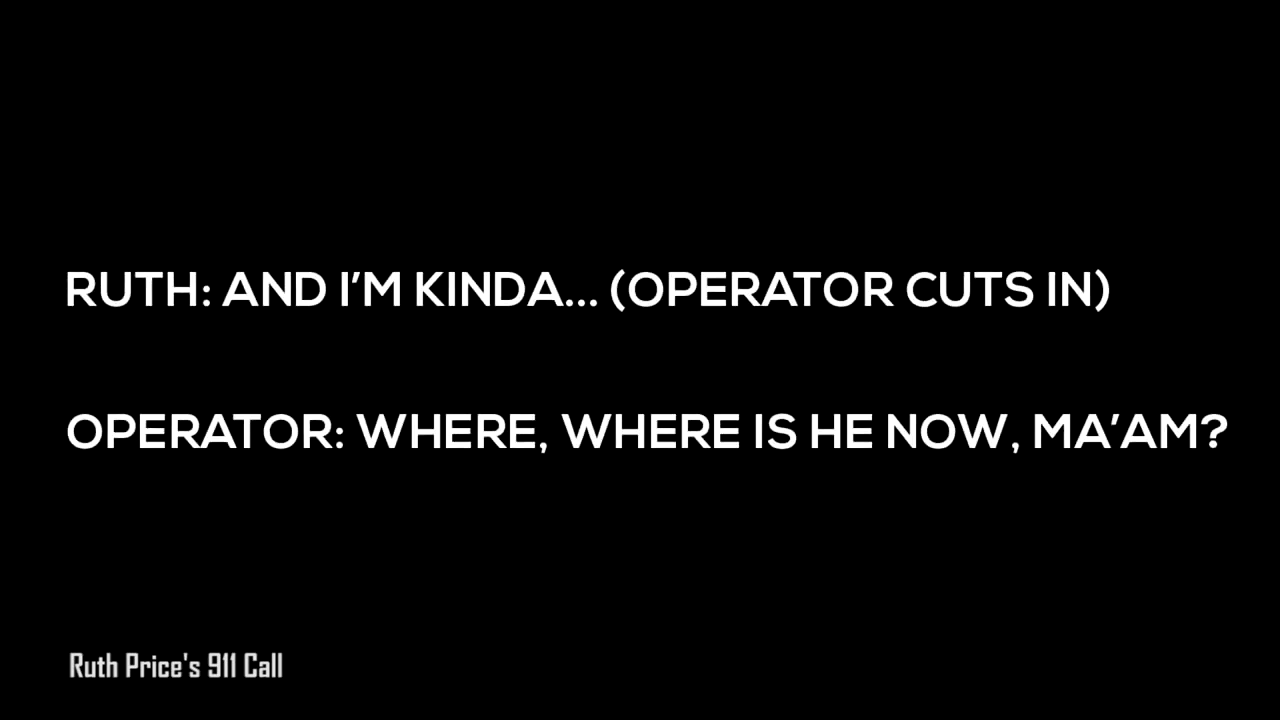 RUTH: AND I'M KINDA... (OPERATOR CUTS IN)
OPERATOR: WHERE, WHERE IS HE NOW, MA'AM?
Ruth Price's 911 Call